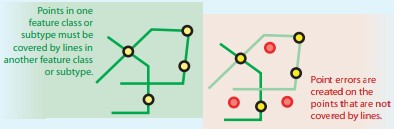 Points in one
feature class or
subtype must be
covered by lines in
another feature class
or subtype.
Point errors are
created on the
points that are not
covered by lines.